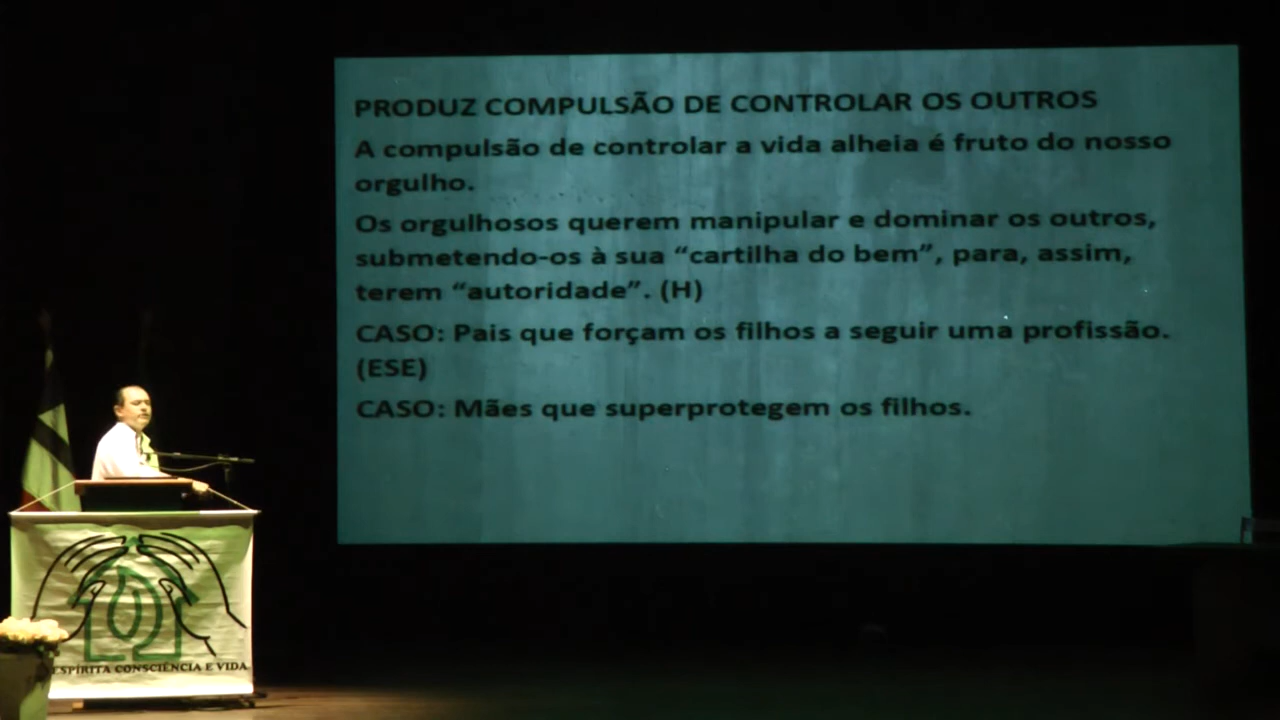 PRODUZ COMPULSÃO DE CONTROLAR OS OUTROS
A compulsão de controlar a vida alheia é fruto do nosso
orgulho.
Os orgulhosos querem manipular e dominar os outros,
submetendo-os à sua “cartilha do bem”, para, assim,
terem “autoridade”. (H)
CASO: Pais que forçam os filhos a seguir uma profissão.
(ESE)
CASO: Mães que superprotegem os filhos.
ESPÍRITA CONSCIÊNCIA E VIDA